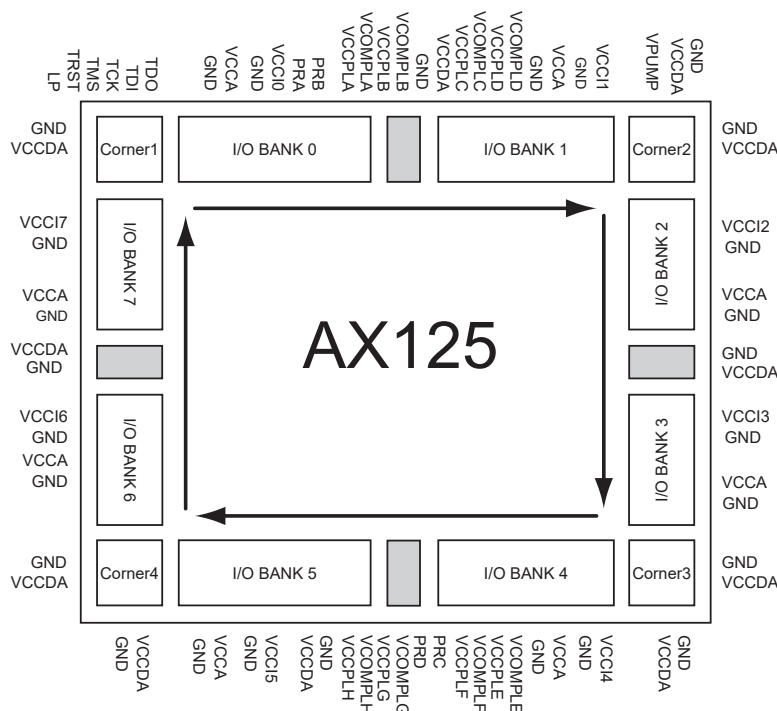 LP
TRST
TMS
TCK
TDI
TDO
GND
VCCA
GND
VCCI0
PRA
PRB
VCCPLA
VCOMPLA
VCCPLB
VCOMPLB
GND
VCCDA
VCCPLC
VCOMPLC
VCCPLD
VCOMPLD
GND
VCCA
GND
VCCI1
VPUMP
VCCDA
GND
GND
VCCDA
Corner1
I/O BANK 0
I/O BANK 1
Corner2
GND
VCCDA
VCCI7
GND
VCCA
GND
I/O BANK 7
I/O BANK 2
VCCI2
GND
VCCA
GND
AX125
VCCDA
GND
GND
VCCDA
VCCI6
GND
VCCA
GND
I/O BANK 6
I/O BANK 3
VCCI3
GND
VCCA
GND
GND
VCCDA
Corner4
I/O BANK 5
I/O BANK 4
Corner3
GND
VCCDA
GND
VCCDA
GND
VCCA
GND
VCCI5
VCCDA
GND
VCCPLH
VCOMPLH
VCCPLG
VCOMPLG
PRD
PRC
VCCPLF
VCOMPLF
VCCPLE
VCOMPLE
GND
VCCA
GND
VCCI4
VCCDA
GND